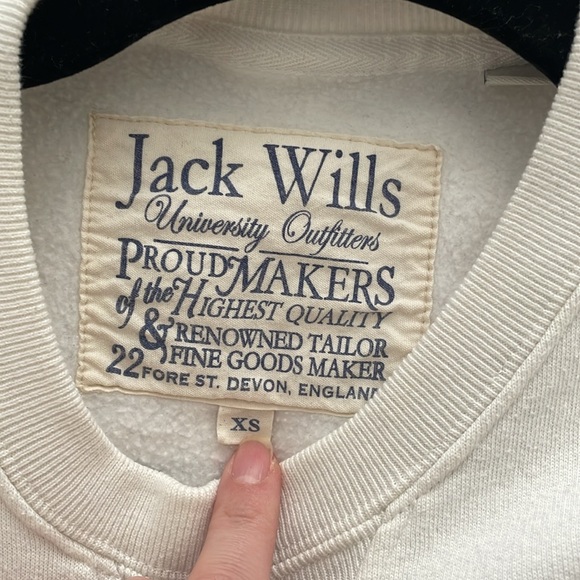 Jack Wills
University Outfitters
PROUD MAKERS
of the HIGHEST QUALITY
& RENOWNED TAILOR
FINE GOODS MAKER
22 FORE ST. DEVON, ENGLAND
XS